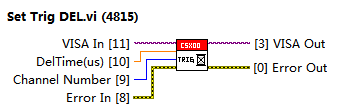 Set Trig DEL.vi (4815)
VISA In [11]
DelTime(us) [10]
Channel Number [9]
Error In [8]
CSX00
TRIG
[3] VISA Out
[0] Error Out